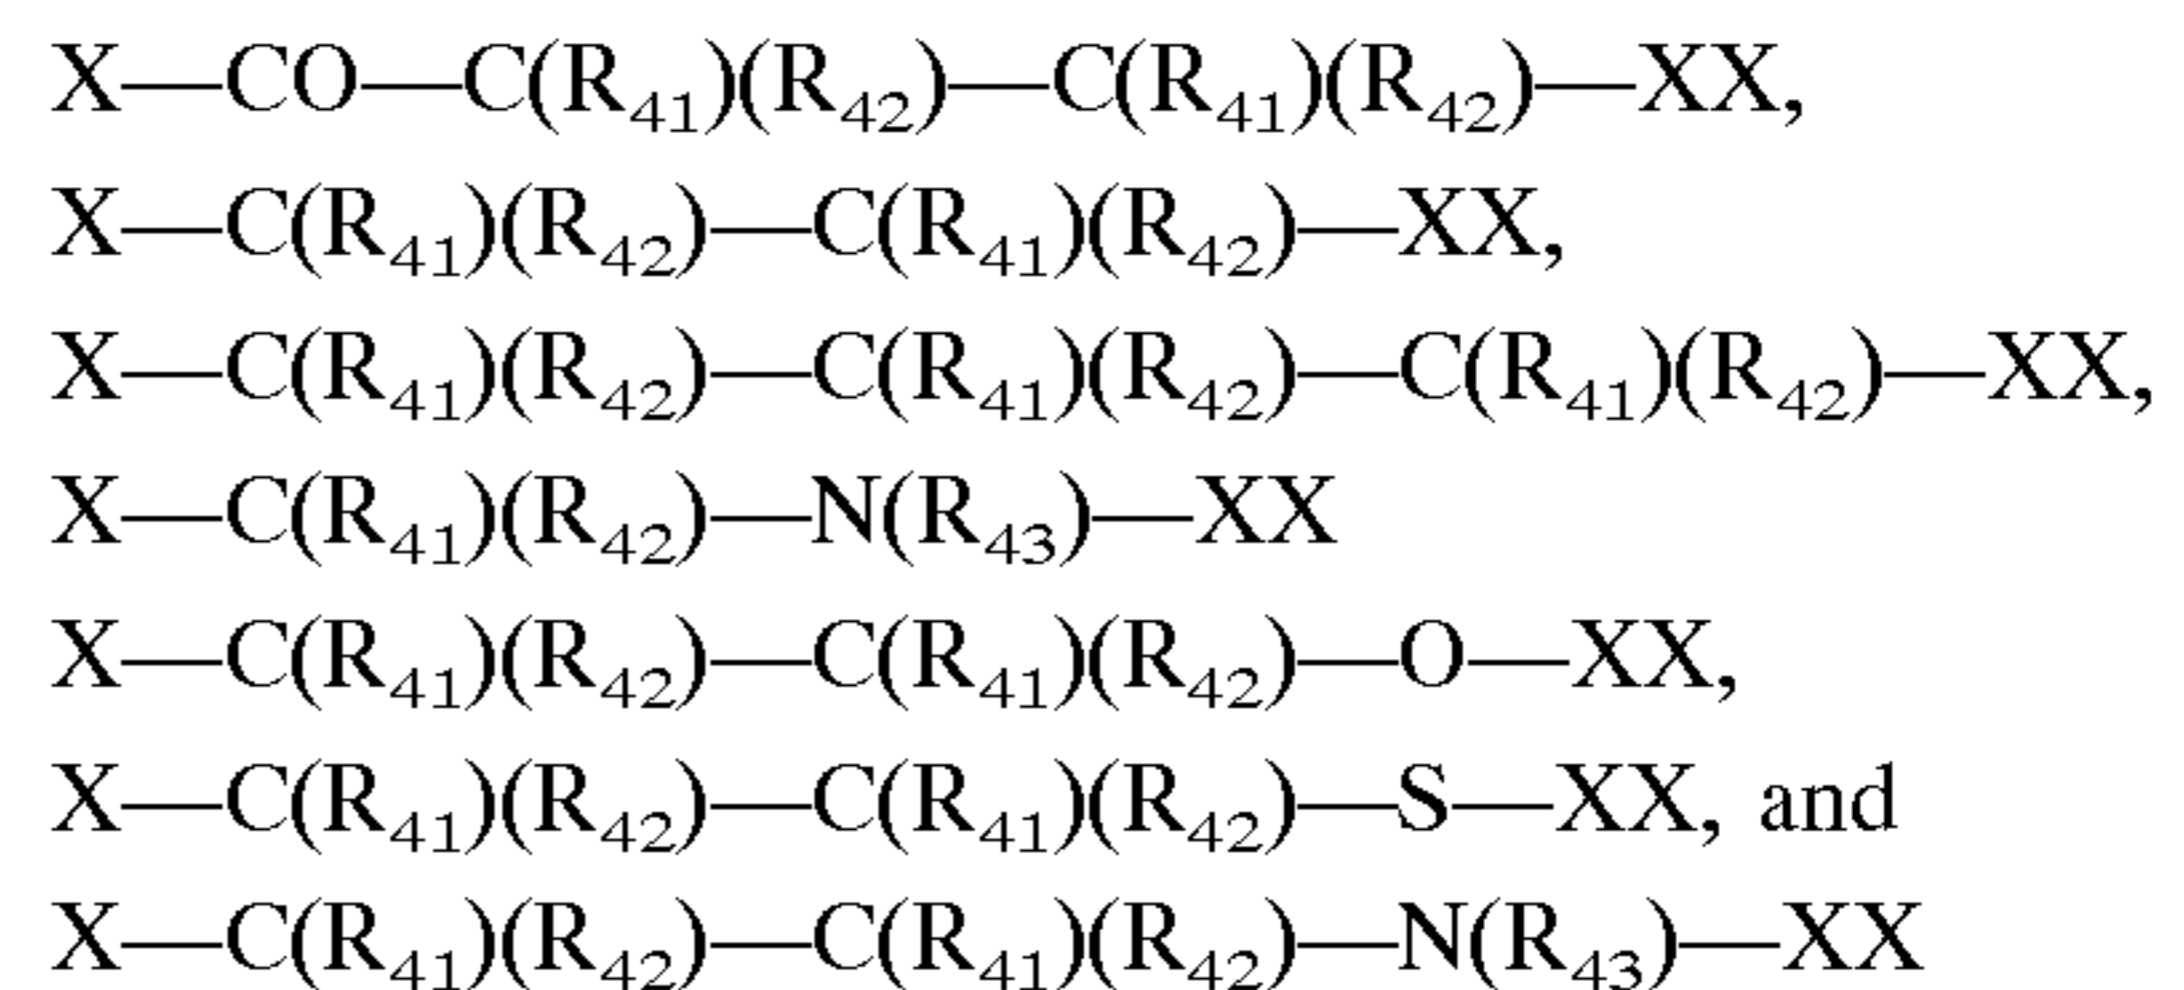 X—CO—C(R₄₁)(R₄₂)—C(R₄₁)(R₄₂)—XX,
X—C(R₄₁)(R₄₂)—C(R₄₁)(R₄₂)—XX,
X—C(R₄₁)(R₄₂)—C(R₄₁)(R₄₂)—C(R₄₁)(R₄₂)—XX,
X—C(R₄₁)(R₄₂)—N(R₄₃)—XX
X—C(R₄₁)(R₄₂)—C(R₄₁)(R₄₂)—O—XX,
X—C(R₄₁)(R₄₂)—C(R₄₁)(R₄₂)—S—XX, and
X—C(R₄₁)(R₄₂)—C(R₄₁)(R₄₂)—N(R₄₃)—XX